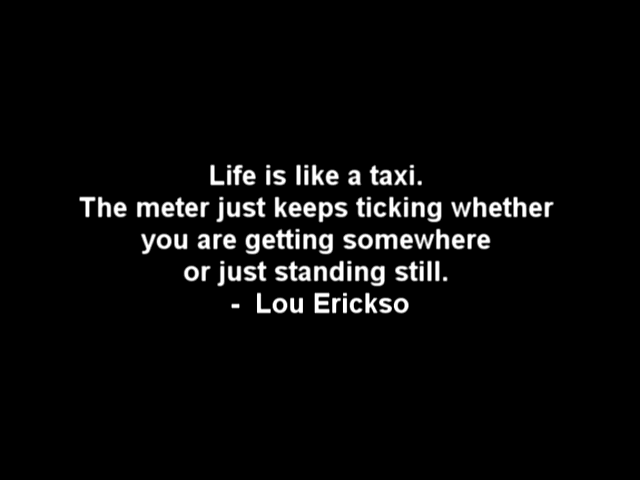 Life is like a taxi.
The meter just keeps ticking whether
you are getting somewhere
or just standing still.
- Lou Erickso